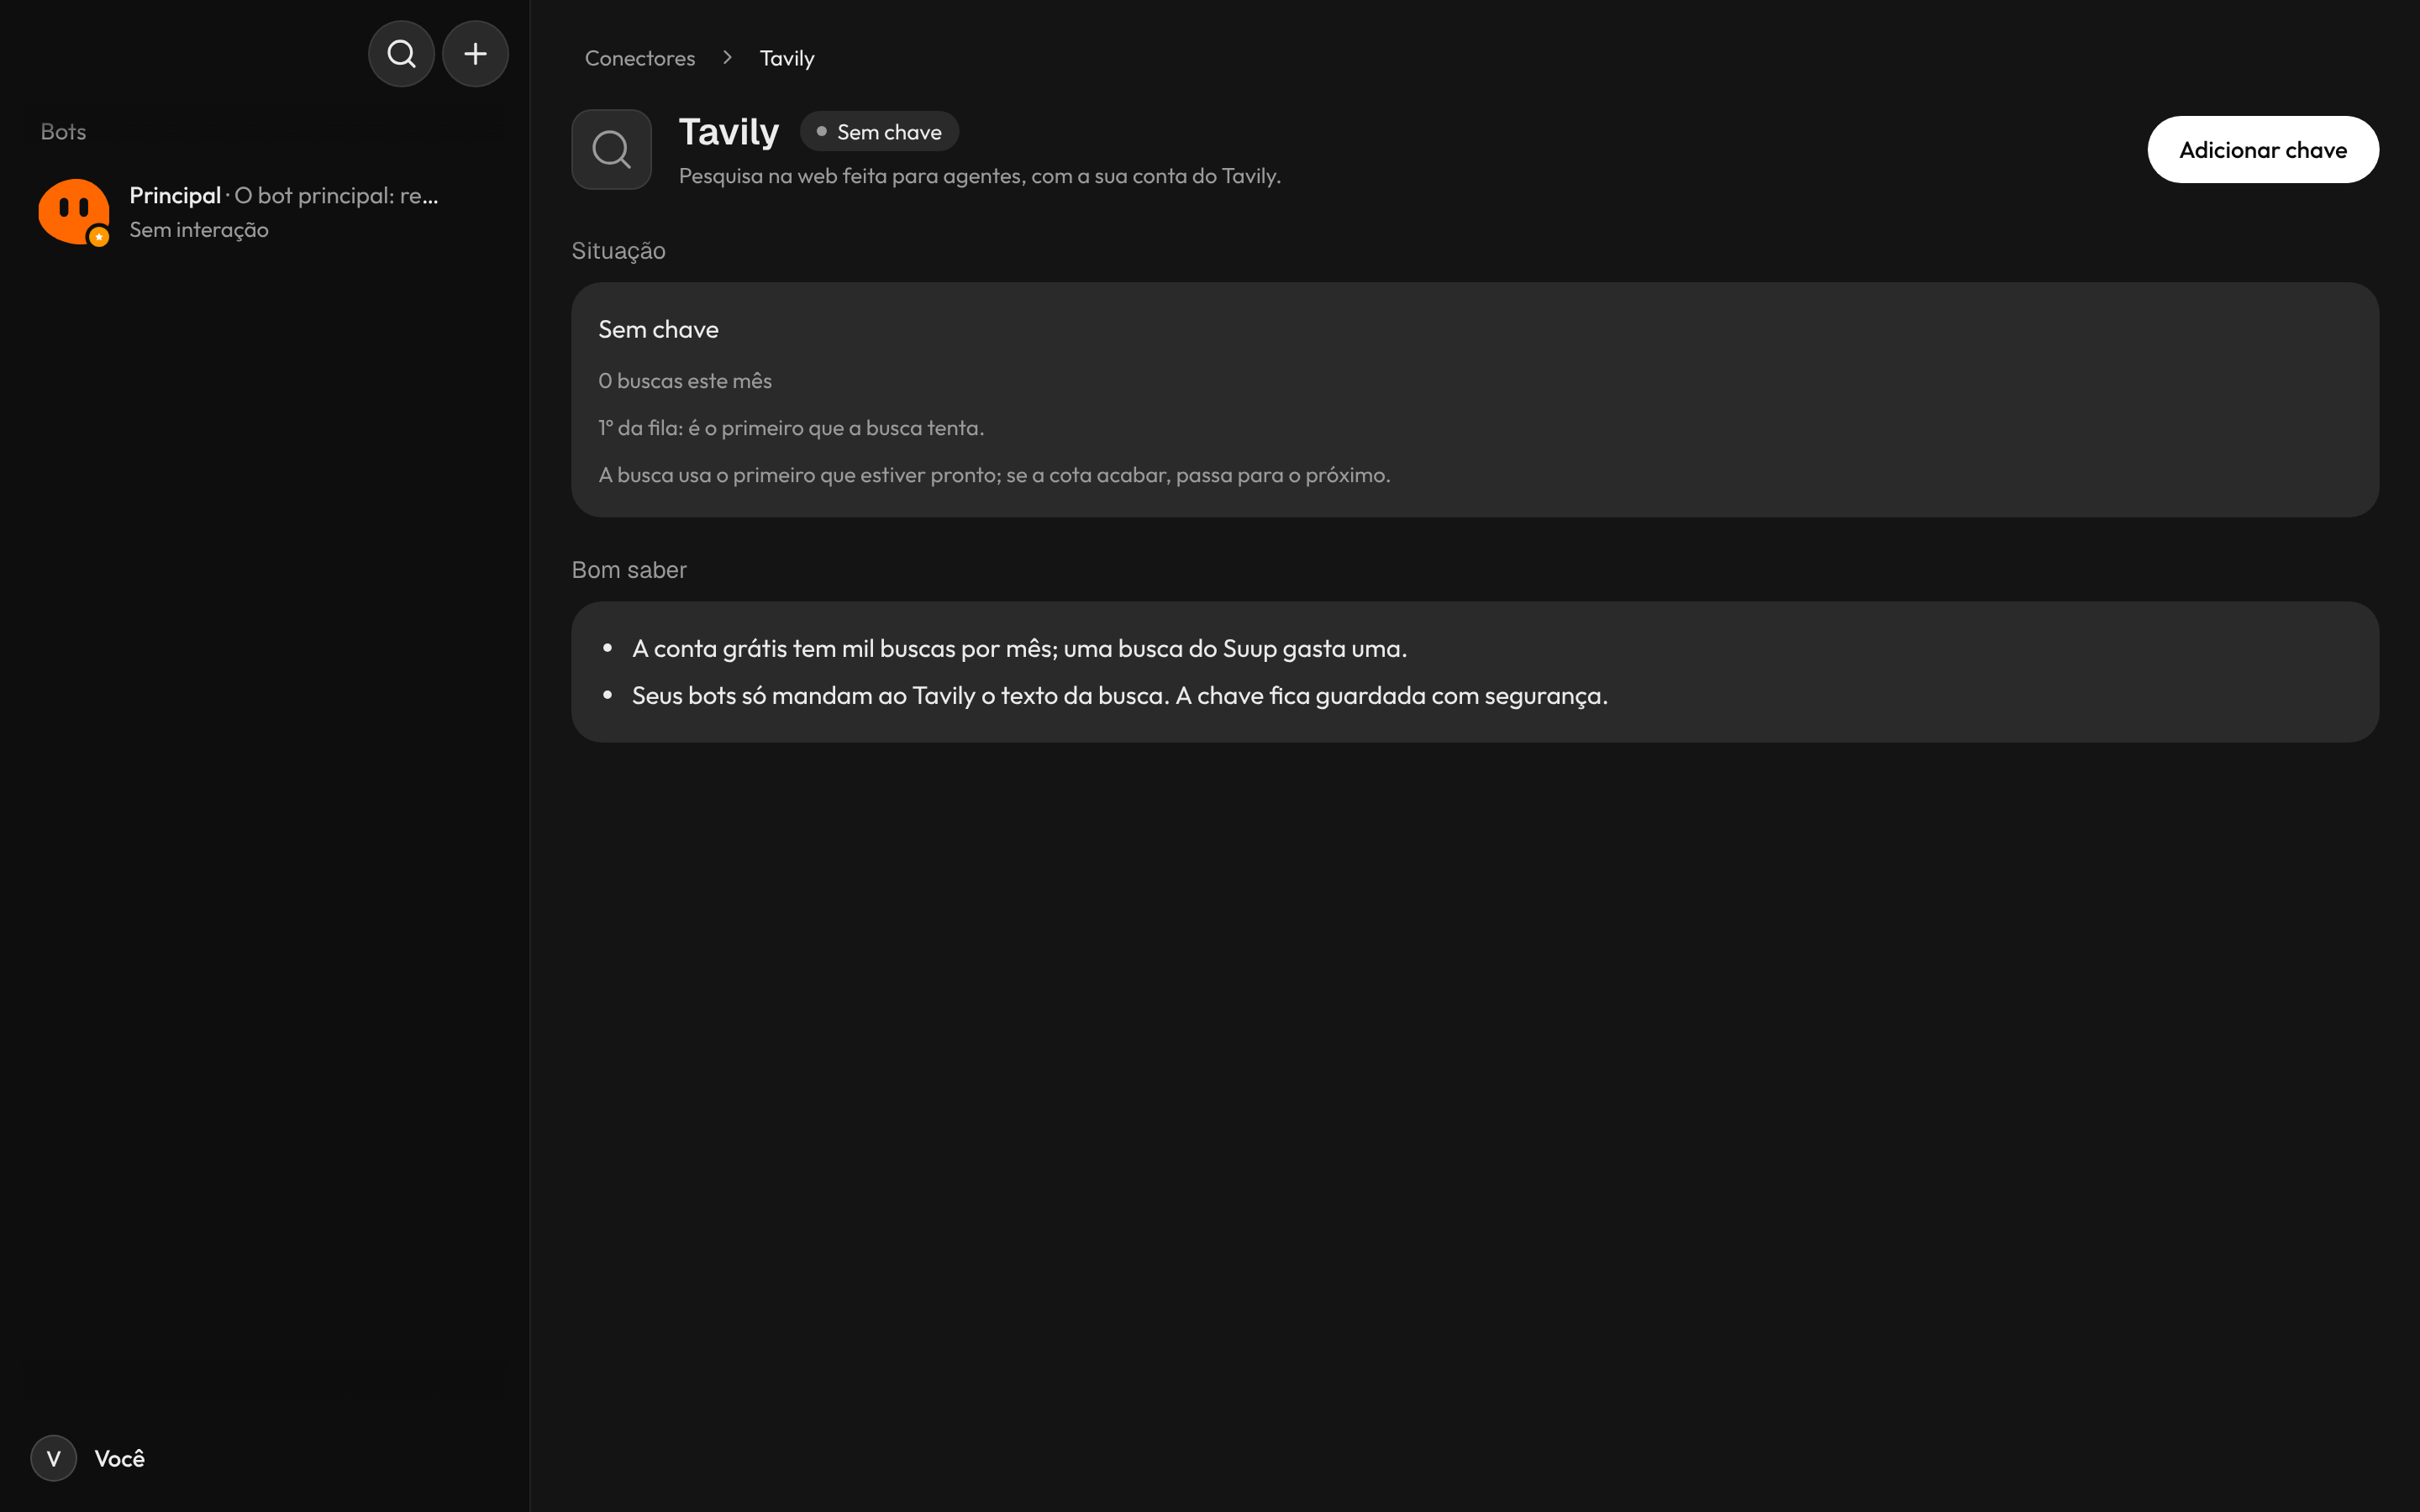 Bots
Principal · O bot principal: re...
Sem interação
V
Você
Conectores
Tavily
Tavily
Sem chave
Pesquisa na web feita para agentes, com a sua conta do Tavily.
Adicionar chave
Situação
Sem chave
0 buscas este mês
1º da fila: é o primeiro que a busca tenta.
A busca usa o primeiro que estiver pronto; se a cota acabar, passa para o próximo.
Bom saber
• A conta grátis tem mil buscas por mês; uma busca do Suup gasta uma.
• Seus bots só mandam ao Tavily o texto da busca. A chave fica guardada com segurança.